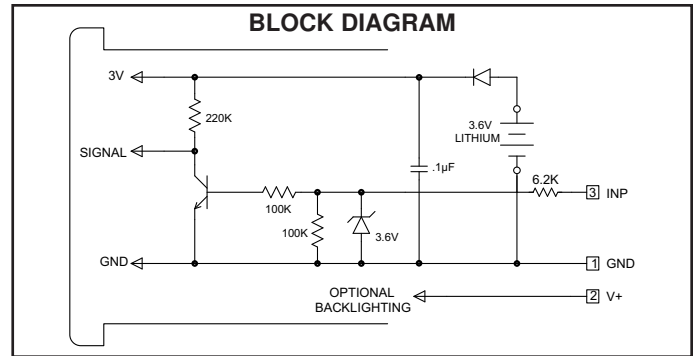 BLOCK DIAGRAM
3V
220K
3.6V
LITHIUM
SIGNAL
.1µF
6.2K
3 INP
100K
100K
3.6V
GND
1 GND
OPTIONAL
BACKLIGHTING
2 V+